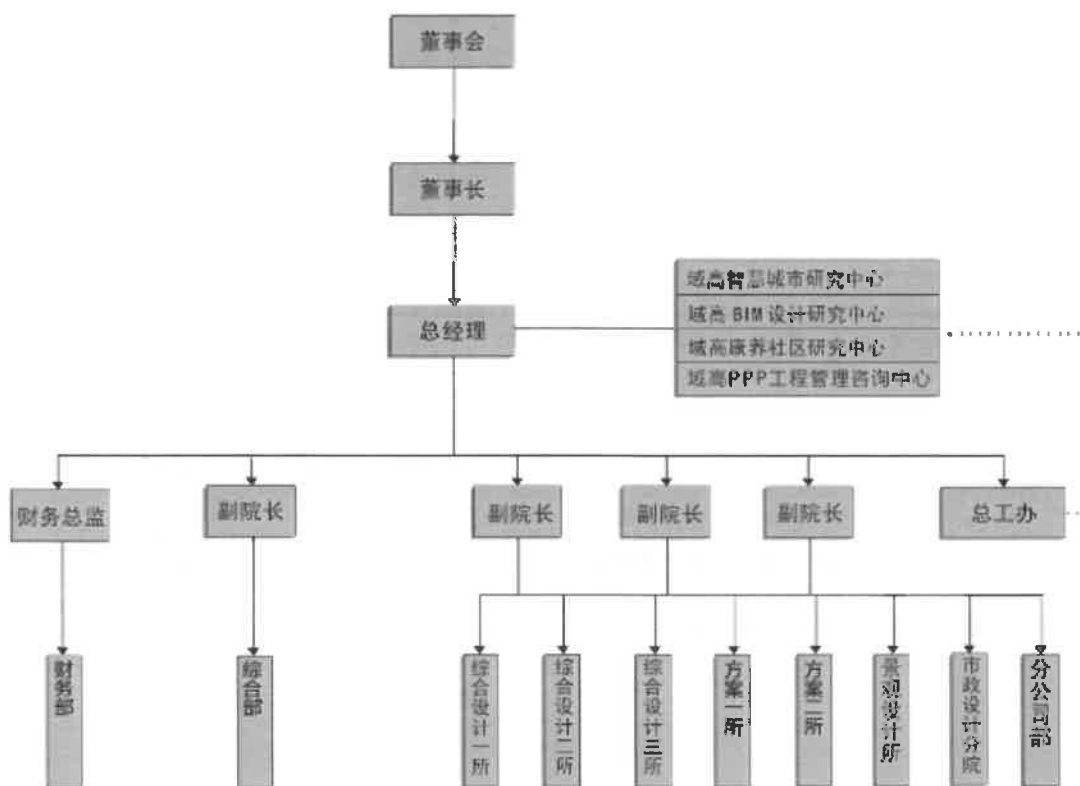 董事会
董事长
总经理
域高智慧城市研究中心
域高BIM设计研究中心
域高康养社区研究中心
域高PPP工程管理咨询中心
财务总监
副院长
副院长
副院长
副院长
总工办
财务部
综合部
综合设计一所
综合设计二所
综合设计三所
方案一所
方案二所
景观设计所
市政设计分院
分公司部